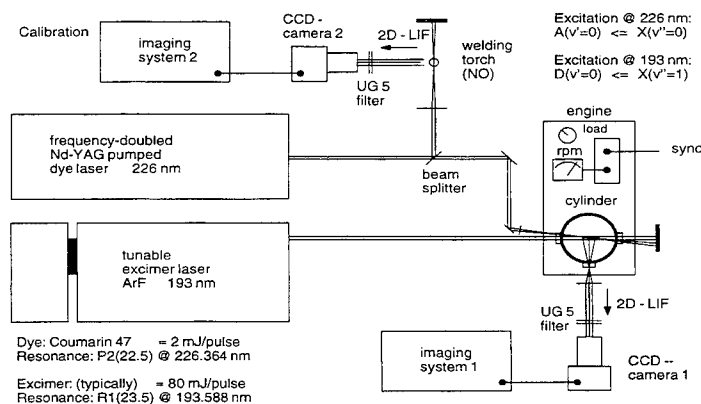 Calibration
imaging
system 2
CCD -
camera 2
2D-LIF
UG 5
filter
welding
torch
(NO)
Excitation @ 226 nm:
A(v'=0) <= X(v"=0)
Excitation @ 193 nm:
D(v'=0) <= X(v"=1)
frequency-doubled
Nd-YAG pumped
dye laser 226 nm
beam
splitter
engine
load
rpm
sync
cylinder
tunable
excimer laser
ArF 193 nm
UG 5
filter
2D-LIF
Dye: Coumarin 47 = 2 mJ/pulse
Resonance: P2(22.5) @ 226.364 nm
Excimer: (typically) = 80 mJ/pulse
Resonance: R1(23.5) @ 193.588 nm
imaging
system 1
CCD --
camera 1